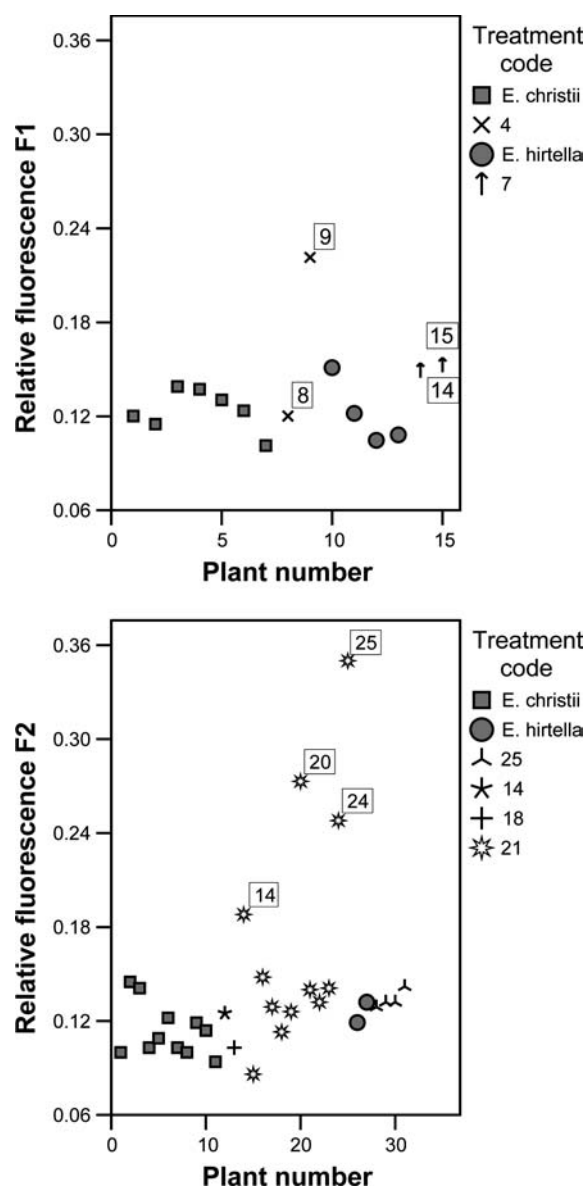 Treatment
code
E. christii
4
E. hirtella
7
Relative fluorescence F1
0.36
0.30
0.24
0.18
0.12
0.06
9
8
15
14
0
5
10
15
Plant number
Treatment
code
E. christii
E. hirtella
25
14
18
21
Relative fluorescence F2
0.36
0.30
0.24
0.18
0.12
0.06
25
20
24
14
0
10
20
30
Plant number